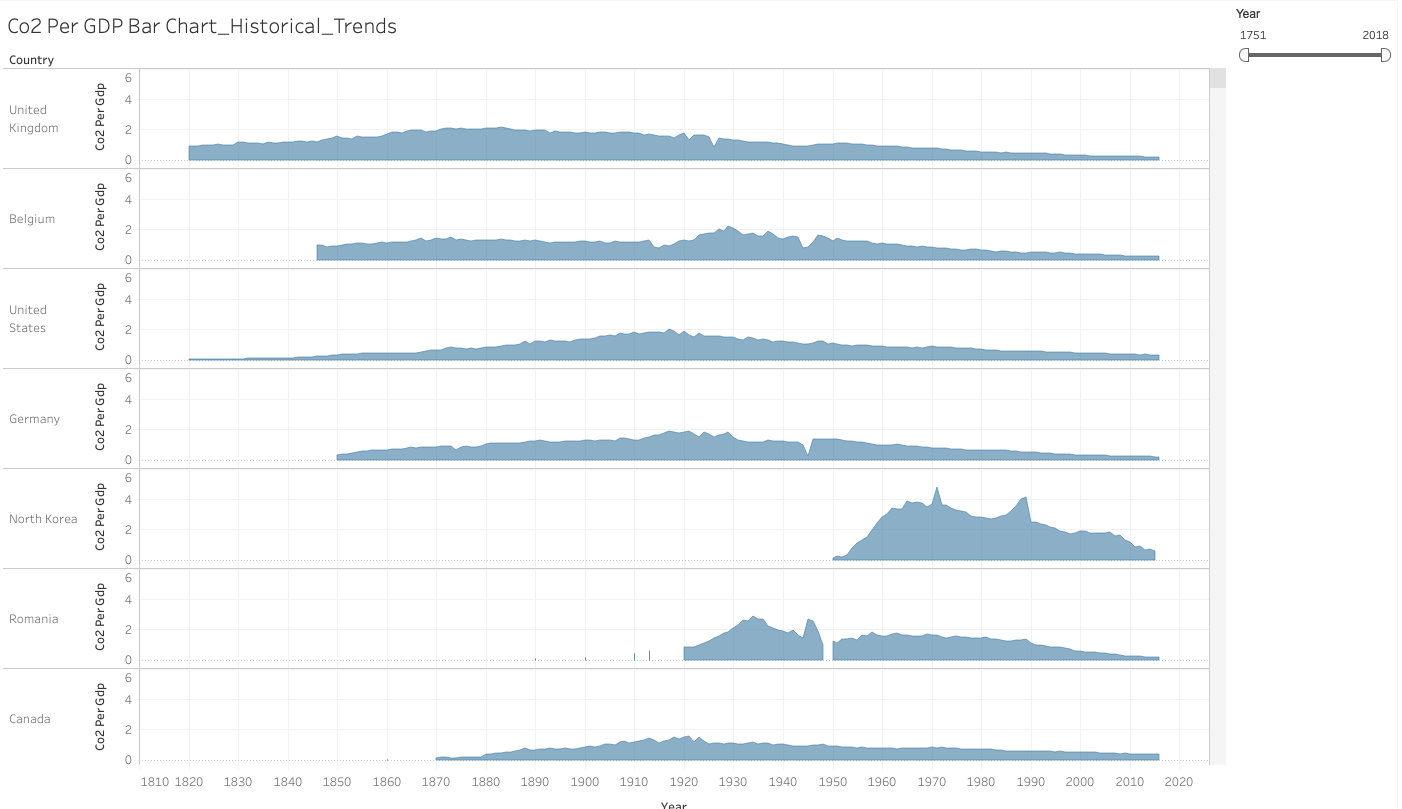 Co2 Per GDP Bar Chart_Historical_Trends
Year
1751 2018
Country
United Kingdom
Co2 Per Gdp
6
4
2
0
Belgium
Co2 Per Gdp
6
4
2
0
United States
Co2 Per Gdp
6
4
2
0
Germany
Co2 Per Gdp
6
4
2
0
North Korea
Co2 Per Gdp
6
4
2
0
Romania
Co2 Per Gdp
6
4
2
0
Canada
Co2 Per Gdp
6
4
2
0
1810 1820 1830 1840 1850 1860 1870 1880 1890 1900 1910 1920 1930 1940 1950 1960 1970 1980 1990 2000 2010 2020
Year